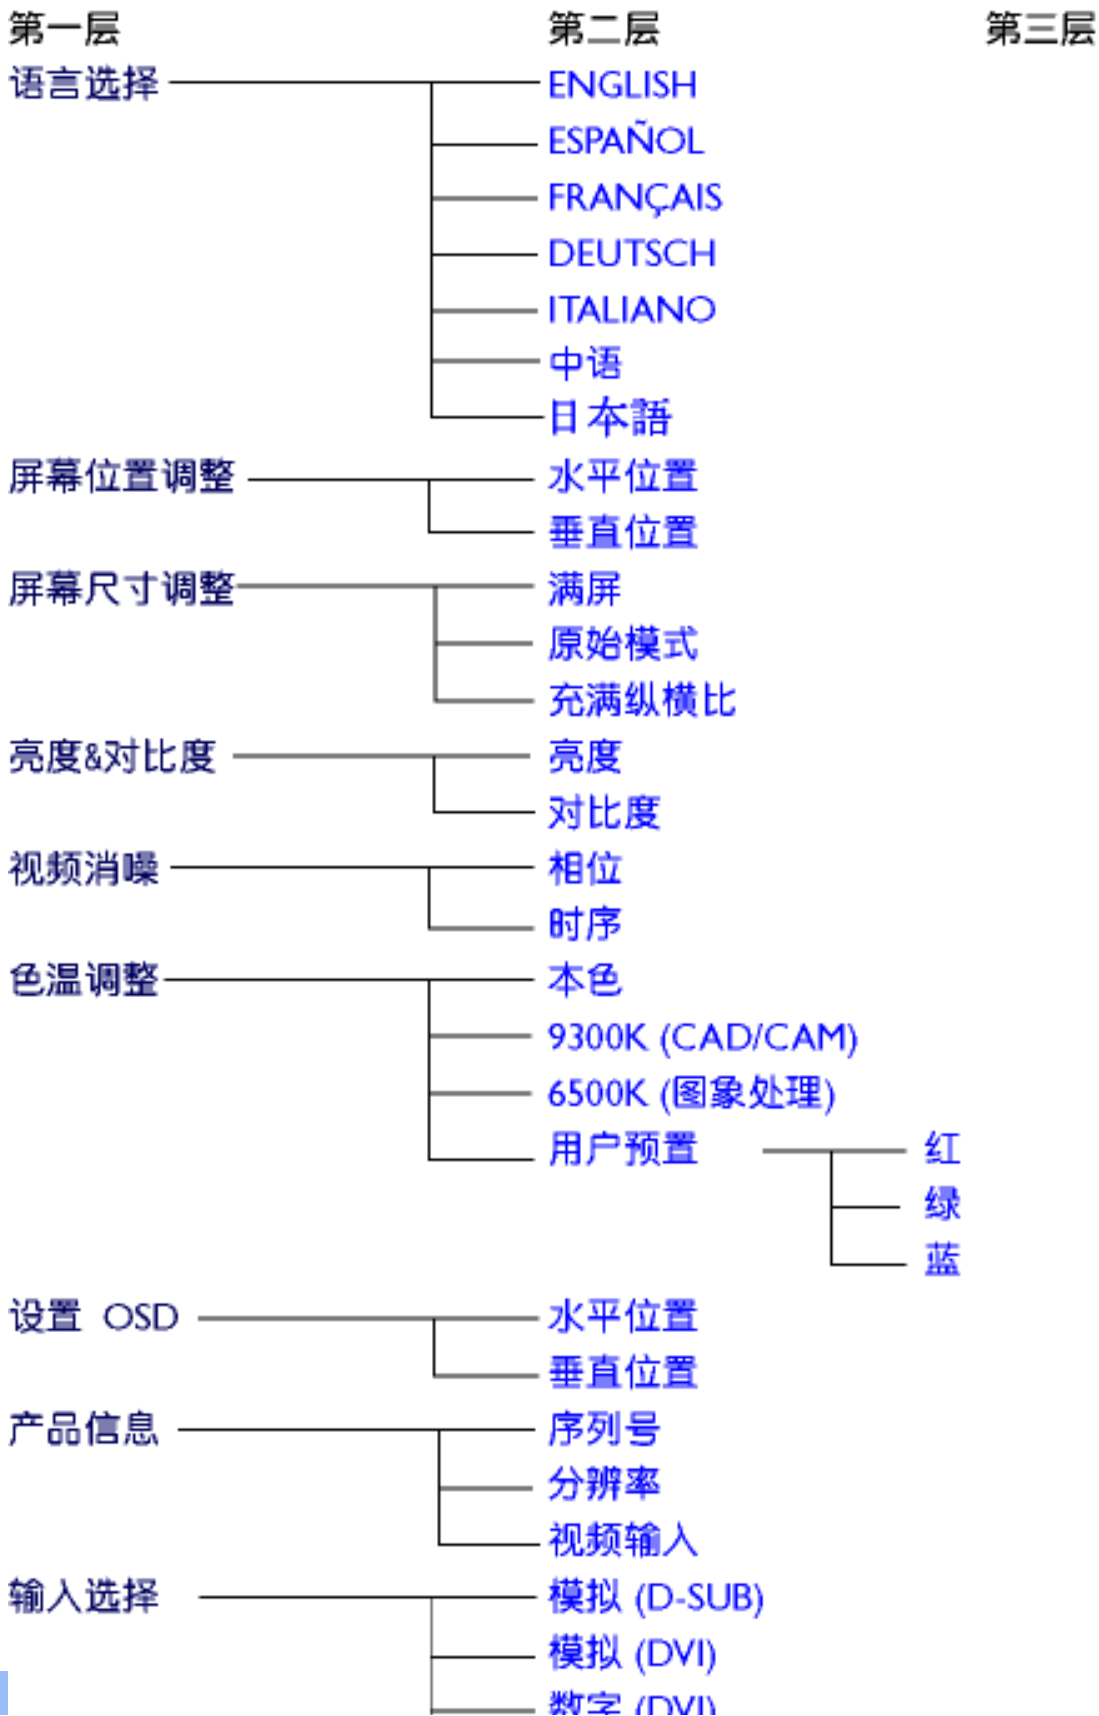 第一层 第二层 第三层
语言选择 ENGLISH
ESPAÑOL
FRANÇAIS
DEUTSCH
ITALIANO
中语
日本語
屏幕位置调整 水平位置
垂直位置
屏幕尺寸调整 满屏
原始模式
充满纵横比
亮度&对比度 亮度
对比度
视频消噪 相位
时序
色温调整 本色
9300K (CAD/CAM)
6500K (图象处理)
用户预置 红
绿
蓝
设置 OSD 水平位置
垂直位置
产品信息 序列号
分辨率
视频输入
输入选择 模拟 (D-SUB)
模拟 (DVI)
数字 (DVI)